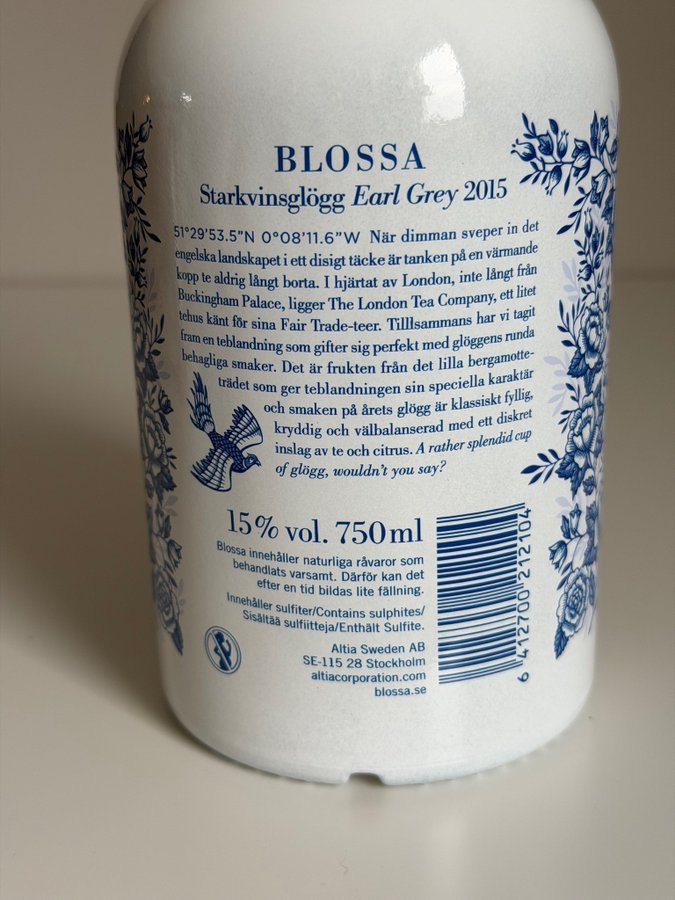 BLOSSA
Starkvinsglögg Earl Grey 2015
51°29'53.5"N 0°08'11.6"W När dimman sveper in det
engelska landskapet i ett disigt täcke är tanken på en värmande
kopp te aldrig långt borta. I hjärtat av London, inte långt från
Buckingham Palace, ligger The London Tea Company, ett litet
tehus känt för sina Fair Trade-teer. Tilllsammans har vi tagit
fram en teblandning som gifter sig perfekt med glöggens runda
behagliga smaker. Det är frukten från det lilla bergamotte-
trädet som ger teblandningen sin speciella karaktär
och smaken på årets glögg är klassiskt fyllig,
kryddig och välbalanserad med ett diskret
inslag av te och citrus. A rather splendid cup
of glögg, wouldn't you say?
15% vol. 750ml
Blossa innehåller naturliga råvaror som
behandlats varsamt. Därför kan det
efter en tid bildas lite fällning.
Innehåller sulfiter/Contains sulphites/
Sisältää sulfiitteja/Enthält Sulfite.
Altia Sweden AB
SE-115 28 Stockholm
altiacorporation.com
blossa.se
6 412700 212104